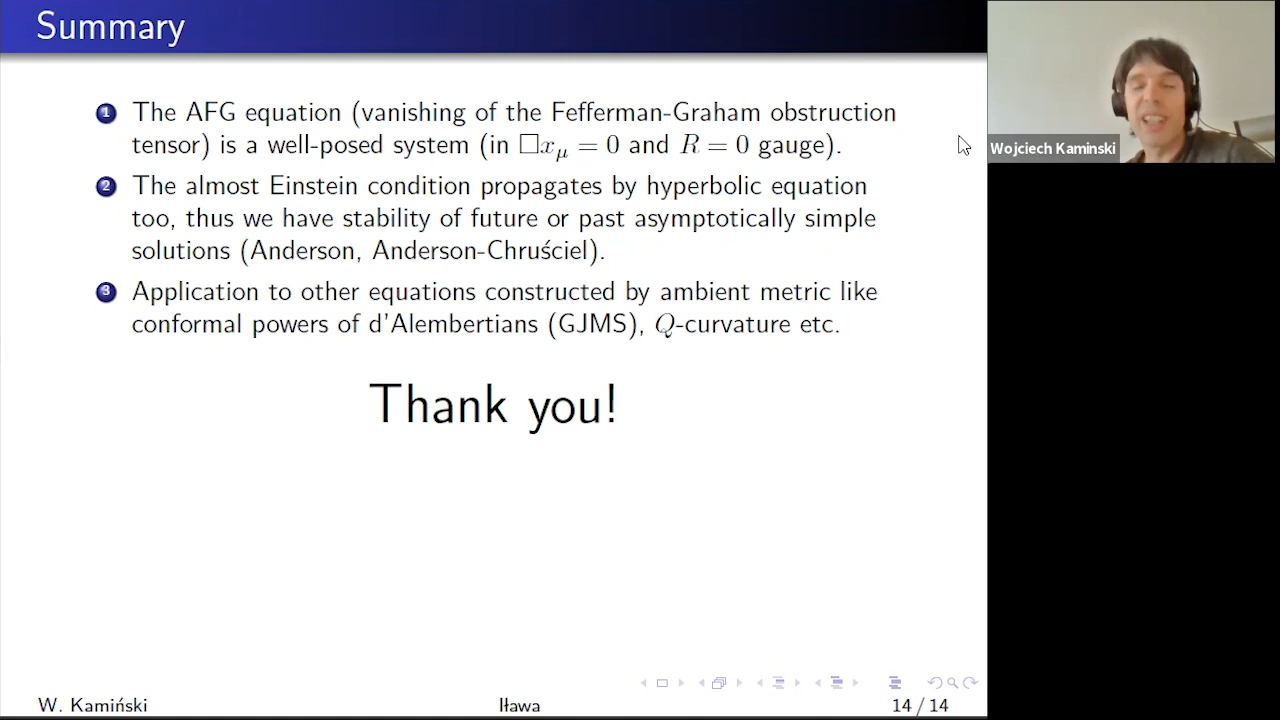 Summary
1 The AFG equation (vanishing of the Fefferman-Graham obstruction
tensor) is a well-posed system (in □x_μ = 0 and R = 0 gauge).
2 The almost Einstein condition propagates by hyperbolic equation
too, thus we have stability of future or past asymptotically simple
solutions (Anderson, Anderson-Chruściel).
3 Application to other equations constructed by ambient metric like
conformal powers of d'Alembertians (GJMS), Q-curvature etc.
Thank you!
W. Kamiński
Iława
14 / 14
Wojciech Kaminski